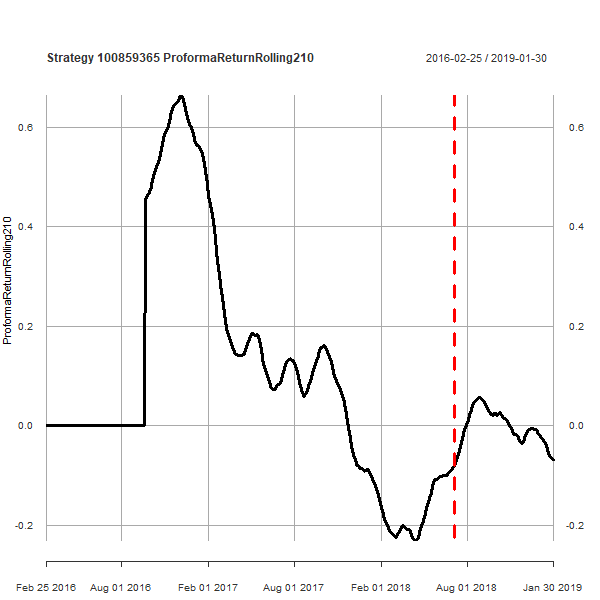 Strategy 100859365 ProformaReturnRolling210
2016-02-25 / 2019-01-30
ProformaReturnRolling210
0.6
0.4
0.2
0.0
-0.2
0.6
0.4
0.2
0.0
-0.2
Feb 25 2016
Aug 01 2016
Feb 01 2017
Aug 01 2017
Feb 01 2018
Aug 01 2018
Jan 30 2019